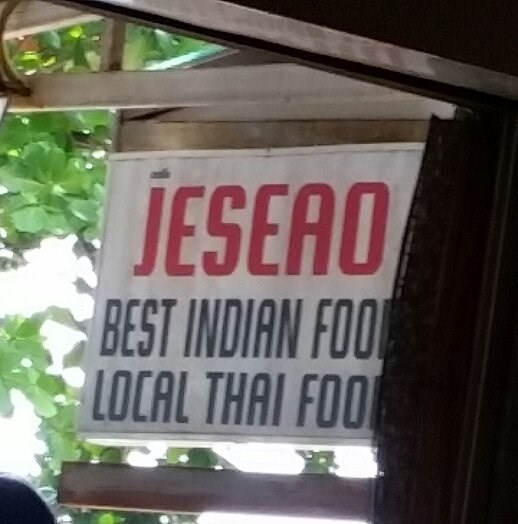 JESEAO
BEST INDIAN FOO
LOCAL THAI FOO